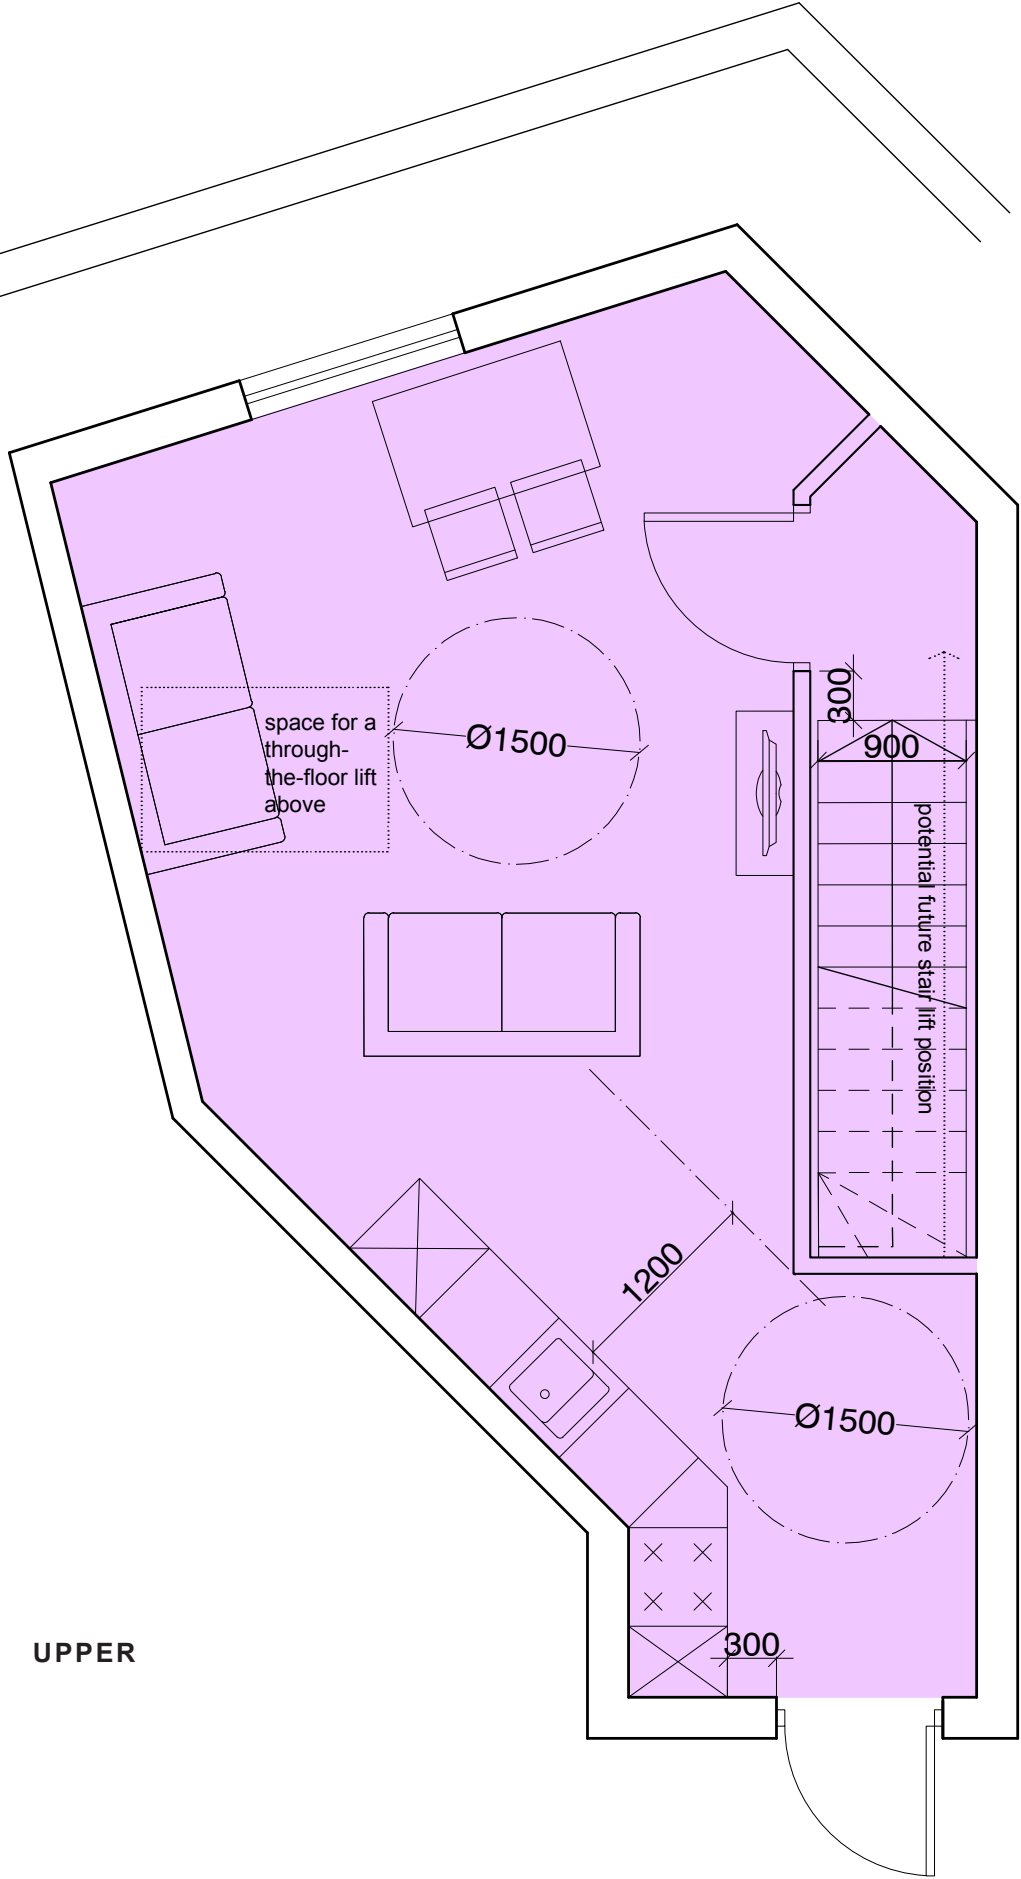 space for a
through-
the-floor lift
above
Ø1500
300
900
potential future stair lift position
1200
Ø1500
UPPER
300